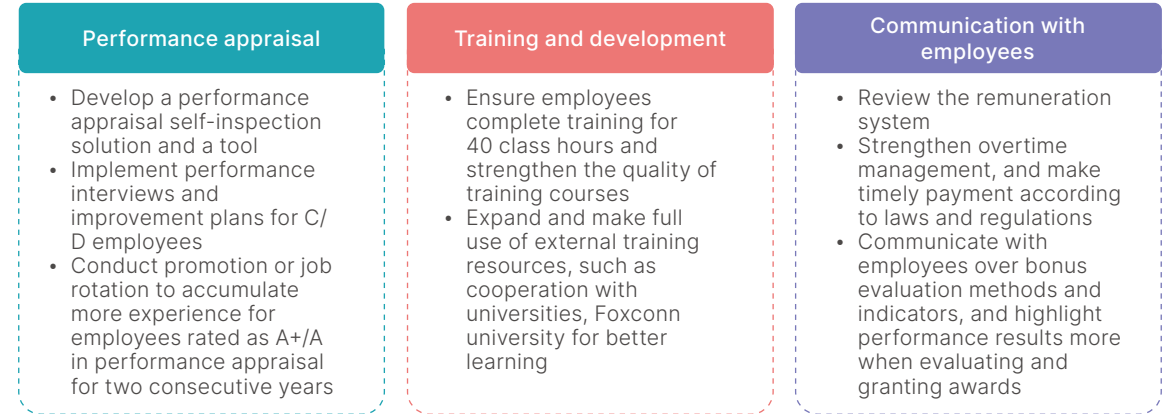 Performance appraisal
• Develop a performance
appraisal self-inspection
solution and a tool
• Implement performance
interviews and
improvement plans for C/
D employees
• Conduct promotion or job
rotation to accumulate
more experience for
employees rated as A+/A
in performance appraisal
for two consecutive years
Training and development
• Ensure employees
complete training for
40 class hours and
strengthen the quality of
training courses
• Expand and make full
use of external training
resources, such as
cooperation with
universities, Foxconn
university for better
learning
Communication with
employees
• Review the remuneration
system
• Strengthen overtime
management, and make
timely payment according
to laws and regulations
• Communicate with
employees over bonus
evaluation methods and
indicators, and highlight
performance results more
when evaluating and
granting awards